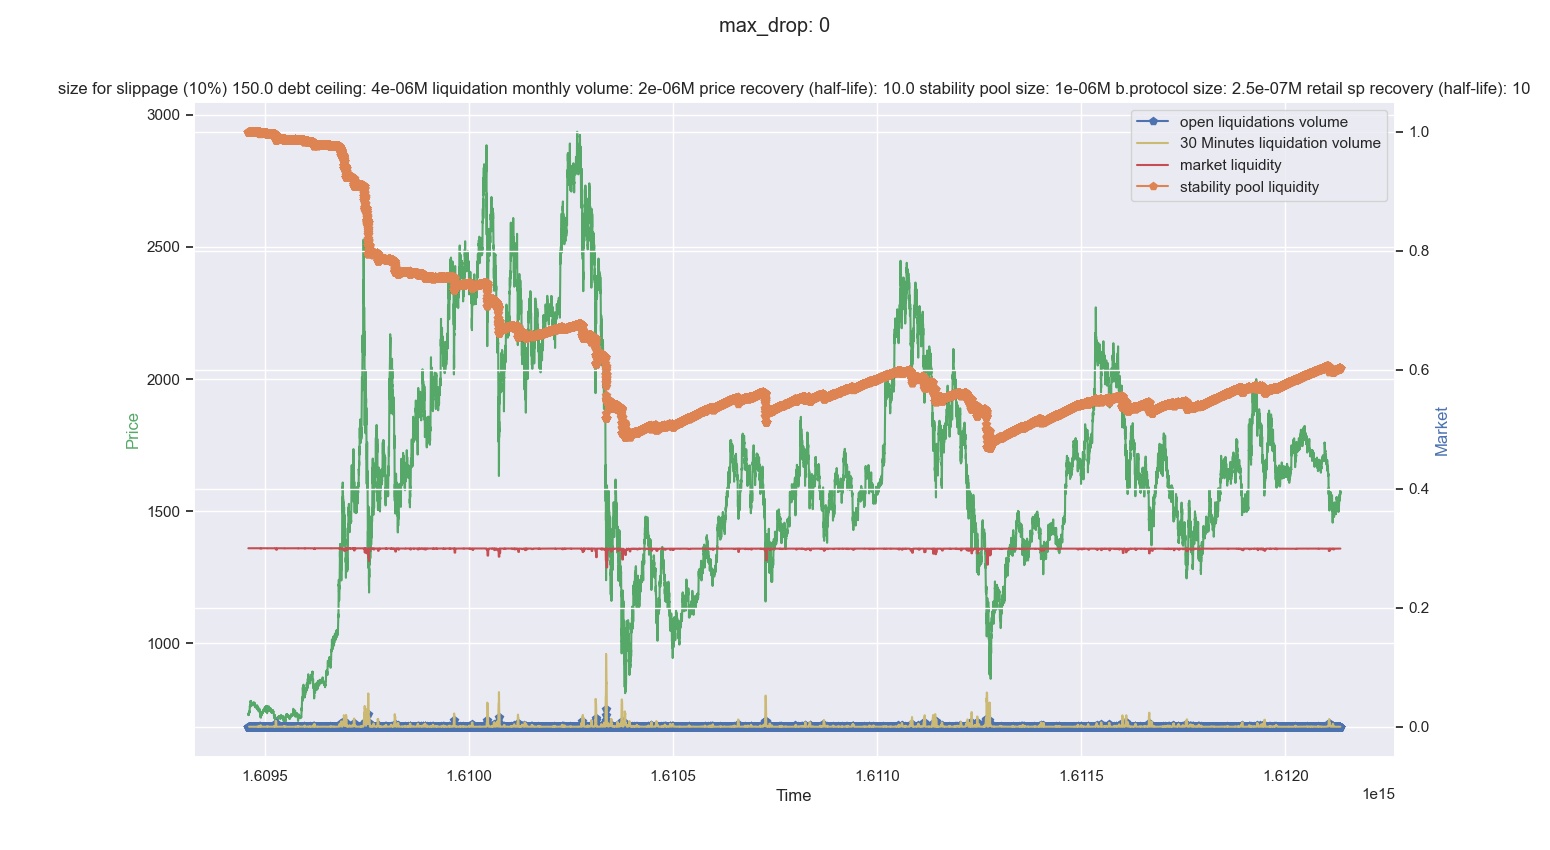 max_drop: 0
size for slippage (10%) 150.0 debt ceiling: 4e-06M liquidation monthly volume: 2e-06M price recovery (half-life): 10.0 stability pool size: 1e-06M b.protocol size: 2.5e-07M retail sp recovery (half-life): 10
open liquidations volume
30 Minutes liquidation volume
market liquidity
stability pool liquidity
3000
2500
2000
1500
1000
Price
1.0
0.8
0.6
0.4
0.2
0.0
Market
1.6095 1.6100 1.6105 1.6110 1.6115 1.6120
1e15
Time